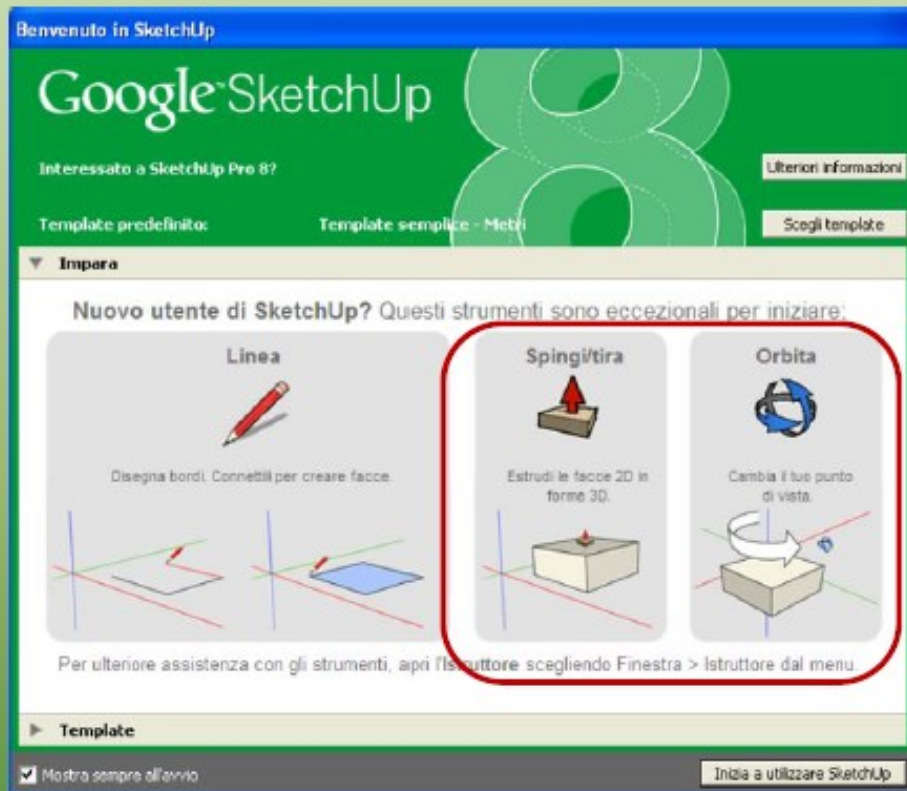 Benvenuto in SketchUp
Google SketchUp 8
Interessato a SketchUp Pro 8?
Ulteriori informazioni
Template predefinito: Template semplice - Metri
Scegli template
Impara
Nuovo utente di SketchUp? Questi strumenti sono eccezionali per iniziare:
Linea
Disegna bordi. Connettili per creare facce.
Spingi/tira
Estrudi le facce 2D in
forme 3D.
Orbita
Cambia il tuo punto
di vista.
Per ulteriore assistenza con gli strumenti, apri l'Istruttore scegliendo Finestra > Istruttore dal menu.
Template
Mostra sempre all'avvio
Inizia a utilizzare SketchUp